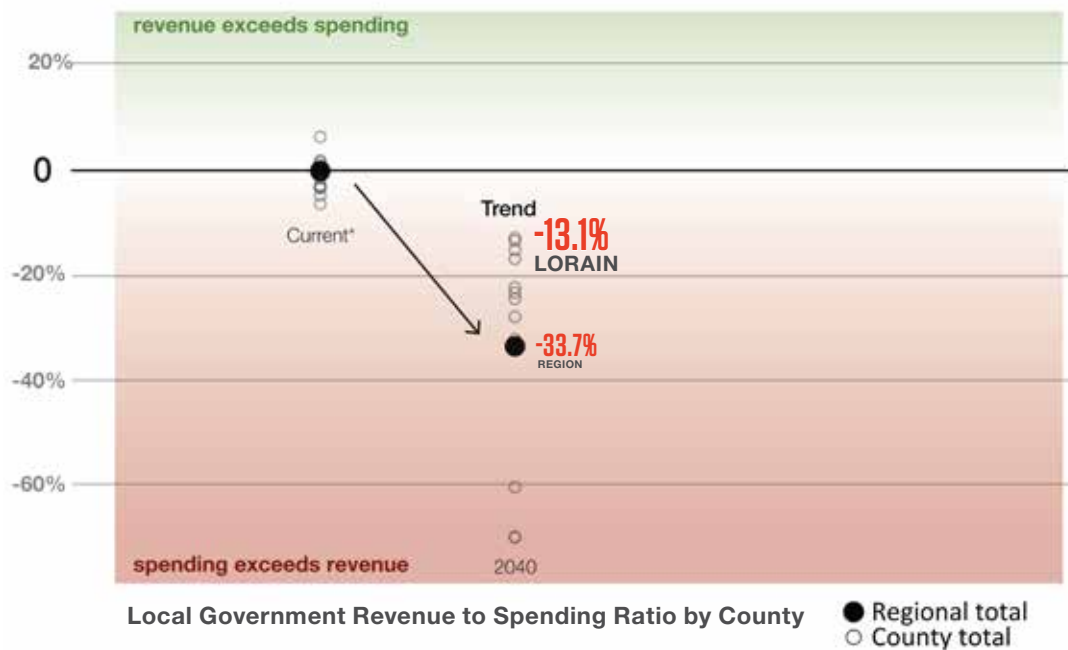 revenue exceeds spending
20%
0
Current*
Trend
-13.1%
LORAIN
-20%
-33.7%
REGION
-40%
-60%
spending exceeds revenue
2040
Local Government Revenue to Spending Ratio by County
Regional total
County total